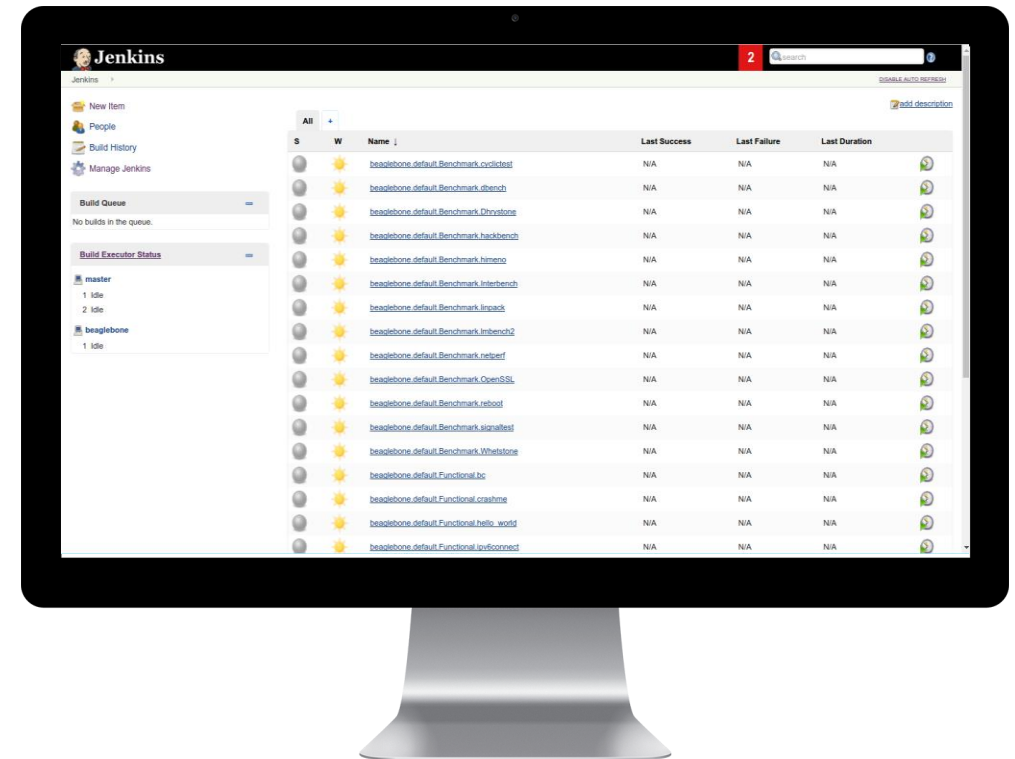 Jenkins
2
search
Jenkins
DISABLE AUTO REFRESH
New Item
People
Build History
Manage Jenkins
Build Queue
No builds in the queue.
Build Executor Status
master
1 Idle
2 Idle
beaglebone
1 Idle
add description
All +
S W Name ↓ Last Success Last Failure Last Duration
beaglebone.default.Benchmark.cyclictest N/A N/A N/A
beaglebone.default.Benchmark.dbench N/A N/A N/A
beaglebone.default.Benchmark.Dhrystone N/A N/A N/A
beaglebone.default.Benchmark.hackbench N/A N/A N/A
beaglebone.default.Benchmark.himeno N/A N/A N/A
beaglebone.default.Benchmark.Interbench N/A N/A N/A
beaglebone.default.Benchmark.linpack N/A N/A N/A
beaglebone.default.Benchmark.lmbench2 N/A N/A N/A
beaglebone.default.Benchmark.netperf N/A N/A N/A
beaglebone.default.Benchmark.OpenSSL N/A N/A N/A
beaglebone.default.Benchmark.reboot N/A N/A N/A
beaglebone.default.Benchmark.signaltest N/A N/A N/A
beaglebone.default.Benchmark.Whetstone N/A N/A N/A
beaglebone.default.Functional.bc N/A N/A N/A
beaglebone.default.Functional.crashme N/A N/A N/A
beaglebone.default.Functional.hello_world N/A N/A N/A
beaglebone.default.Functional.ipv6connect N/A N/A N/A